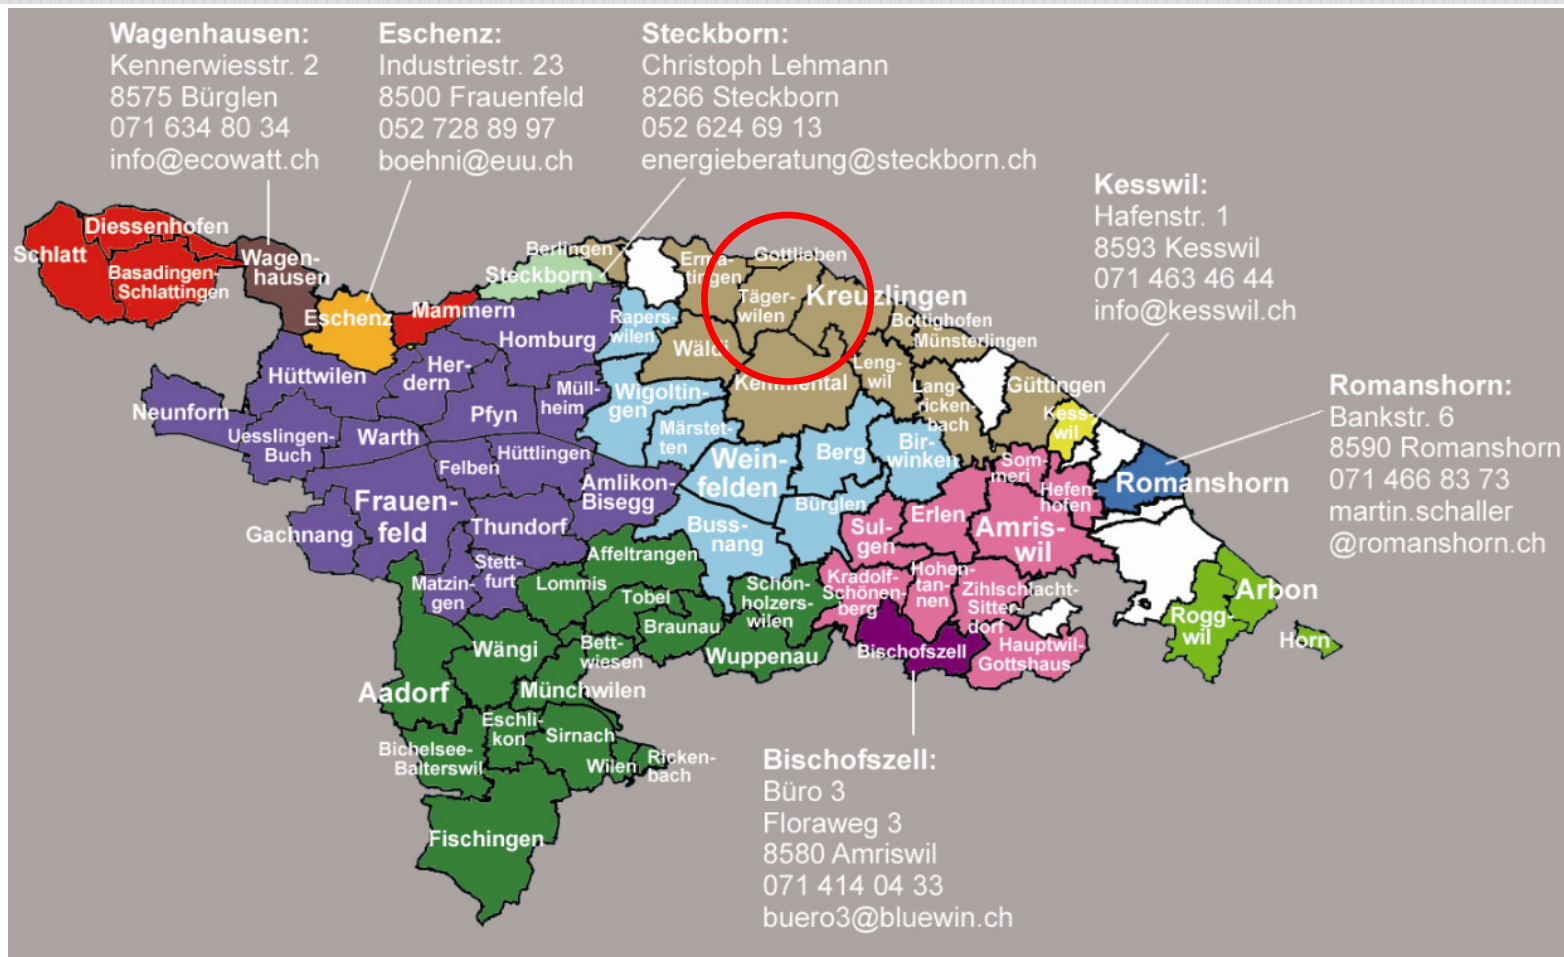 Wagenhausen:
Kennerwiesstr. 2
8575 Bürglen
071 634 80 34
info@ecowatt.ch
Eschenz:
Industriestr. 23
8500 Frauenfeld
052 728 89 97
boehni@euu.ch
Steckborn:
Christoph Lehmann
8266 Steckborn
052 624 69 13
energieberatung@steckborn.ch
Kesswil:
Hafenstr. 1
8593 Kesswil
071 463 46 44
info@kesswil.ch
Romanshorn:
Bankstr. 6
8590 Romanshorn
071 466 83 73
martin.schaller
@romanshorn.ch
Diessenhofen
Schlatt
Basadingen-
Schlattingen
Wagen-
hausen
Eschenz
Mammern
Steckborn
Berlingen
Erma-
tingen
Gottlieben
Täger-
wilen
Kreuzlingen
Bottighofen
Münsterlingen
Homburg
Rapers-
wilen
Wäldi
Kemmental
Leng-
wil
Lang-
ricken-
bach
Güttingen
Kess-
wil
Romanshorn
Hüttwilen
Her-
dern
Neunforn
Uesslingen-
Buch
Warth
Pfyn
Müll-
heim
Wigoltin-
gen
Märstet-
ten
Felben
Hüttlingen
Amlikon-
Bisegg
Wein-
felden
Berg
Bir-
winken
Bürglen
Som-
meri
Hefen-
hofen
Frauen-
feld
Gachnang
Thundorf
Stett-
furt
Matzin-
gen
Affeltrangen
Buss-
nang
Sul-
gen
Erlen
Amris-
wil
Lommis
Tobel
Schön-
holzers-
wilen
Kradolf-
Schönen-
berg
Hohen-
tan-
nen
Zihlschlacht-
Sitter-
dorf
Arbon
Rogg-
wil
Horn
Wängi
Bett-
wiesen
Braunau
Wuppenau
Bischofszell
Hauptwil-
Gottshaus
Aadorf
Münchwilen
Eschli-
kon
Sirnach
Bichelsee-
Balterswil
Wilen
Ricken-
bach
Fischingen
Bischofszell:
Büro 3
Floraweg 3
8580 Amriswil
071 414 04 33
buero3@bluewin.ch